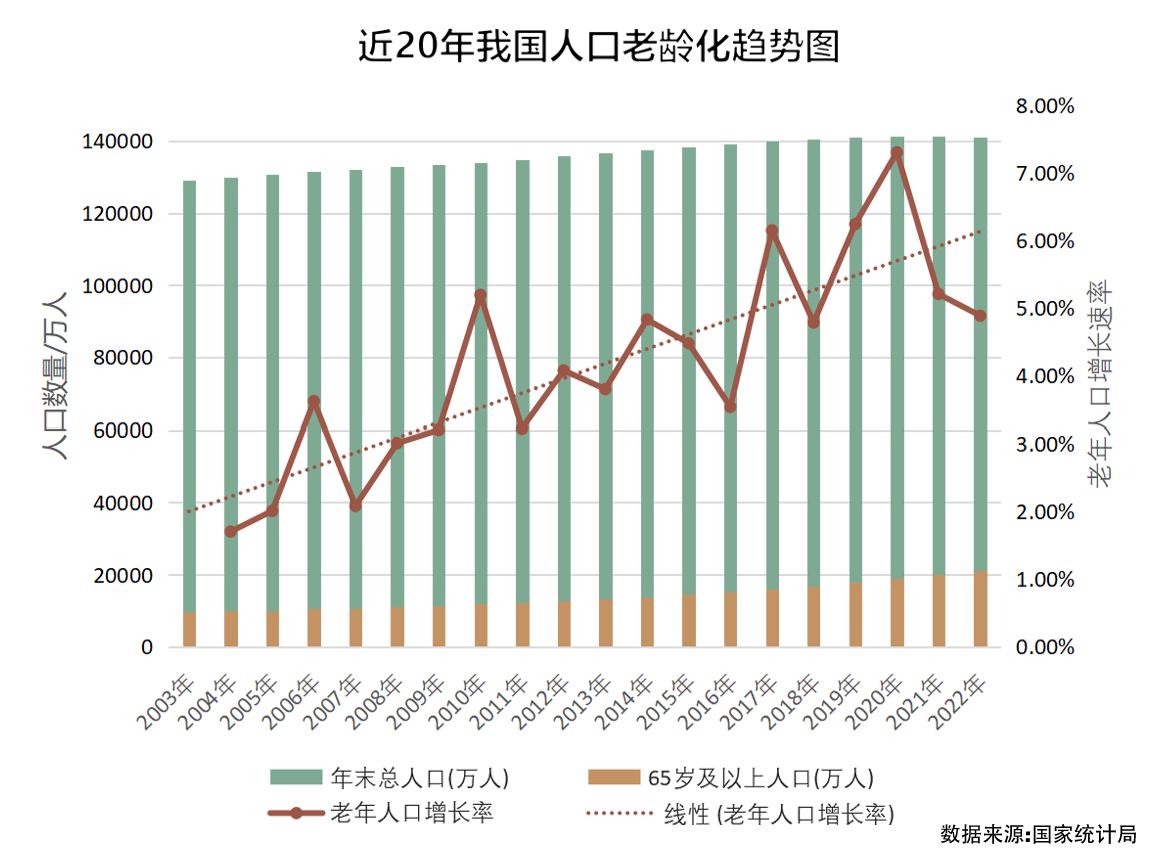 近20年我国人口老龄化趋势图
8.00%
140000
7.00%
120000
6.00%
100000
5.00%
80000
4.00%
60000
3.00%
40000
2.00%
20000
1.00%
0
0.00%
人口数量/万人
老年人口增长速率
2003年
2004年
2005年
2006年
2007年
2008年
2009年
2010年
2011年
2012年
2013年
2014年
2015年
2016年
2017年
2018年
2019年
2020年
2021年
2022年
年末总人口(万人)
65岁及以上人口(万人)
老年人口增长率
线性 (老年人口增长率)
数据来源:国家统计局